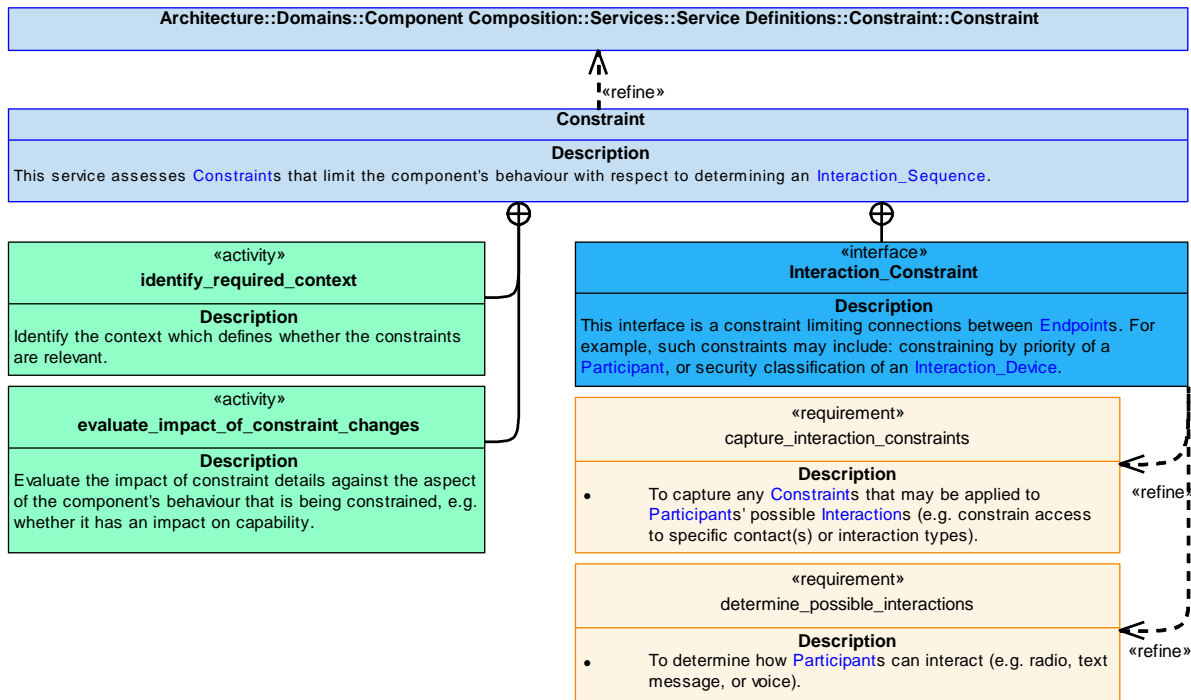 Architecture::Domains::Component Composition::Services::Service Definitions::Constraint::Constraint
«refine»
Constraint
Description
This service assesses Constraints that limit the component's behaviour with respect to determining an Interaction_Sequence.
«activity»
identify_required_context
Description
Identify the context which defines whether the constraints
are relevant.
«activity»
evaluate_impact_of_constraint_changes
Description
Evaluate the impact of constraint details against the aspect
of the component's behaviour that is being constrained, e.g.
whether it has an impact on capability.
«interface»
Interaction_Constraint
Description
This interface is a constraint limiting connections between Endpoints. For
example, such constraints may include: constraining by priority of a
Participant, or security classification of an Interaction_Device.
«requirement»
capture_interaction_constraints
Description
• To capture any Constraints that may be applied to
Participants' possible Interactions (e.g. constrain access
to specific contact(s) or interaction types).
«refine»
«requirement»
determine_possible_interactions
Description
• To determine how Participants can interact (e.g. radio, text
message, or voice).
«refine»